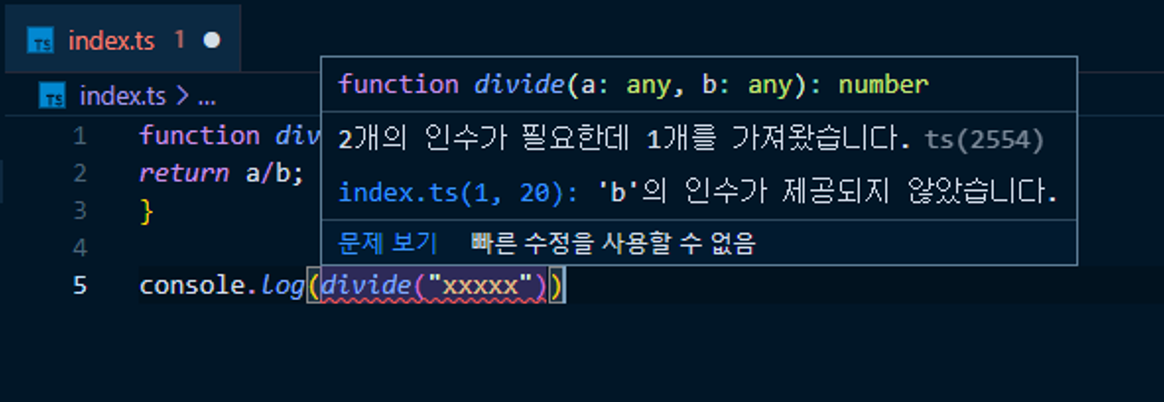 TS index.ts 1
TS index.ts > ...
function divide(a: any, b: any): number
1 function div
2개의 인수가 필요한데 1개를 가져왔습니다. ts(2554)
2 return a/b;
index.ts(1, 20): 'b'의 인수가 제공되지 않았습니다.
3 }
문제 보기 빠른 수정을 사용할 수 없음
4
5 console.log(divide("xxxxx"))